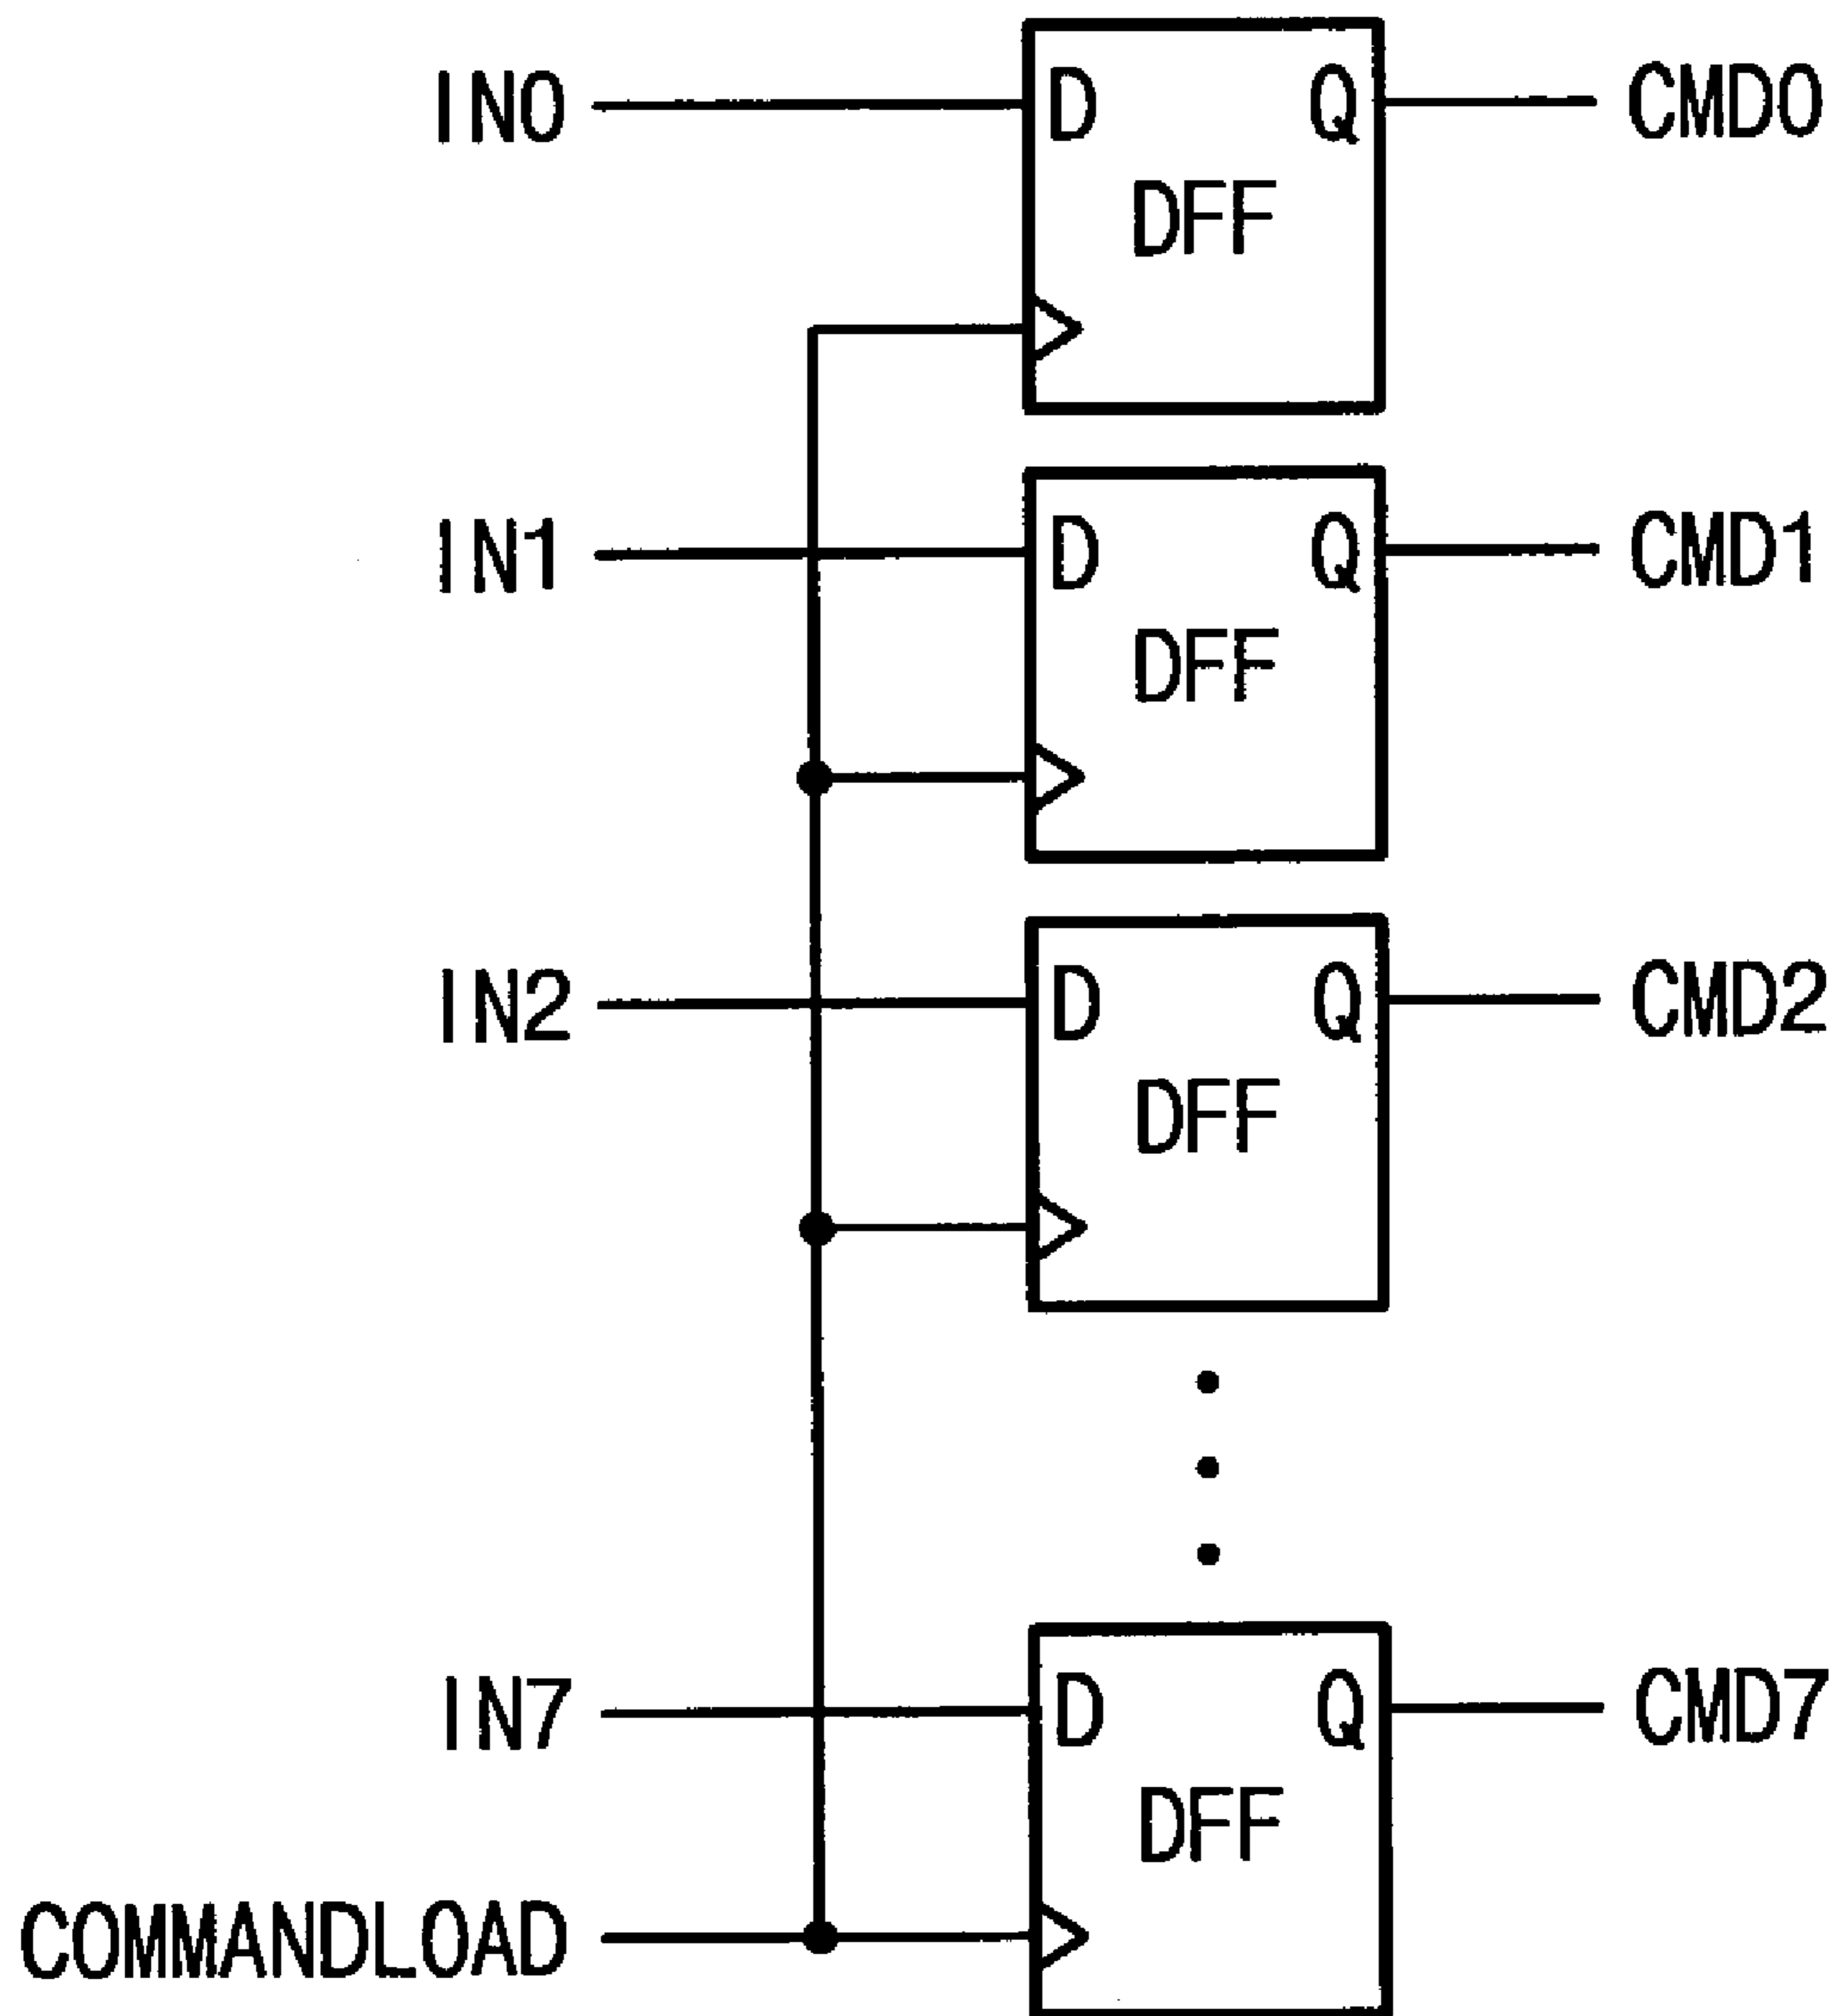 IN0 D Q CMD0
DFF
IN1 D Q CMD1
DFF
IN2 D Q CMD2
DFF
IN7 D Q CMD7
DFF
COMMANDLOAD